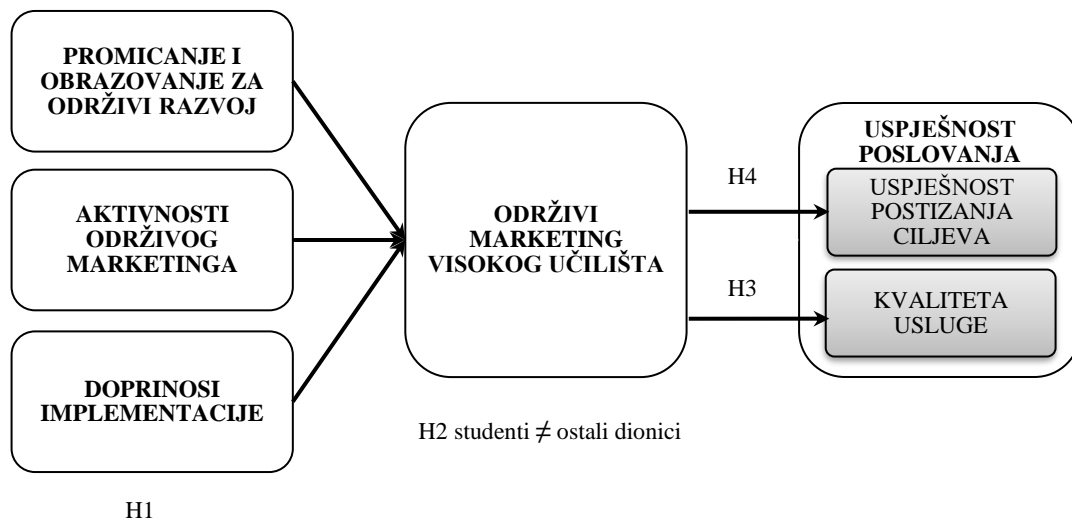 PROMICANJE I
OBRAZOVANJE ZA
ODRŽIVI RAZVOJ
AKTIVNOSTI
ODRŽIVOG
MARKETINGA
DOPRINOSI
IMPLEMENTACIJE
H1
ODRŽIVI
MARKETING
VISOKOG UČILIŠTA
H2 studenti ≠ ostali dionici
H4
H3
USPJEŠNOST
POSLOVANJA
USPJEŠNOST
POSTIZANJA
CILJEVA
KVALITETA
USLUGE